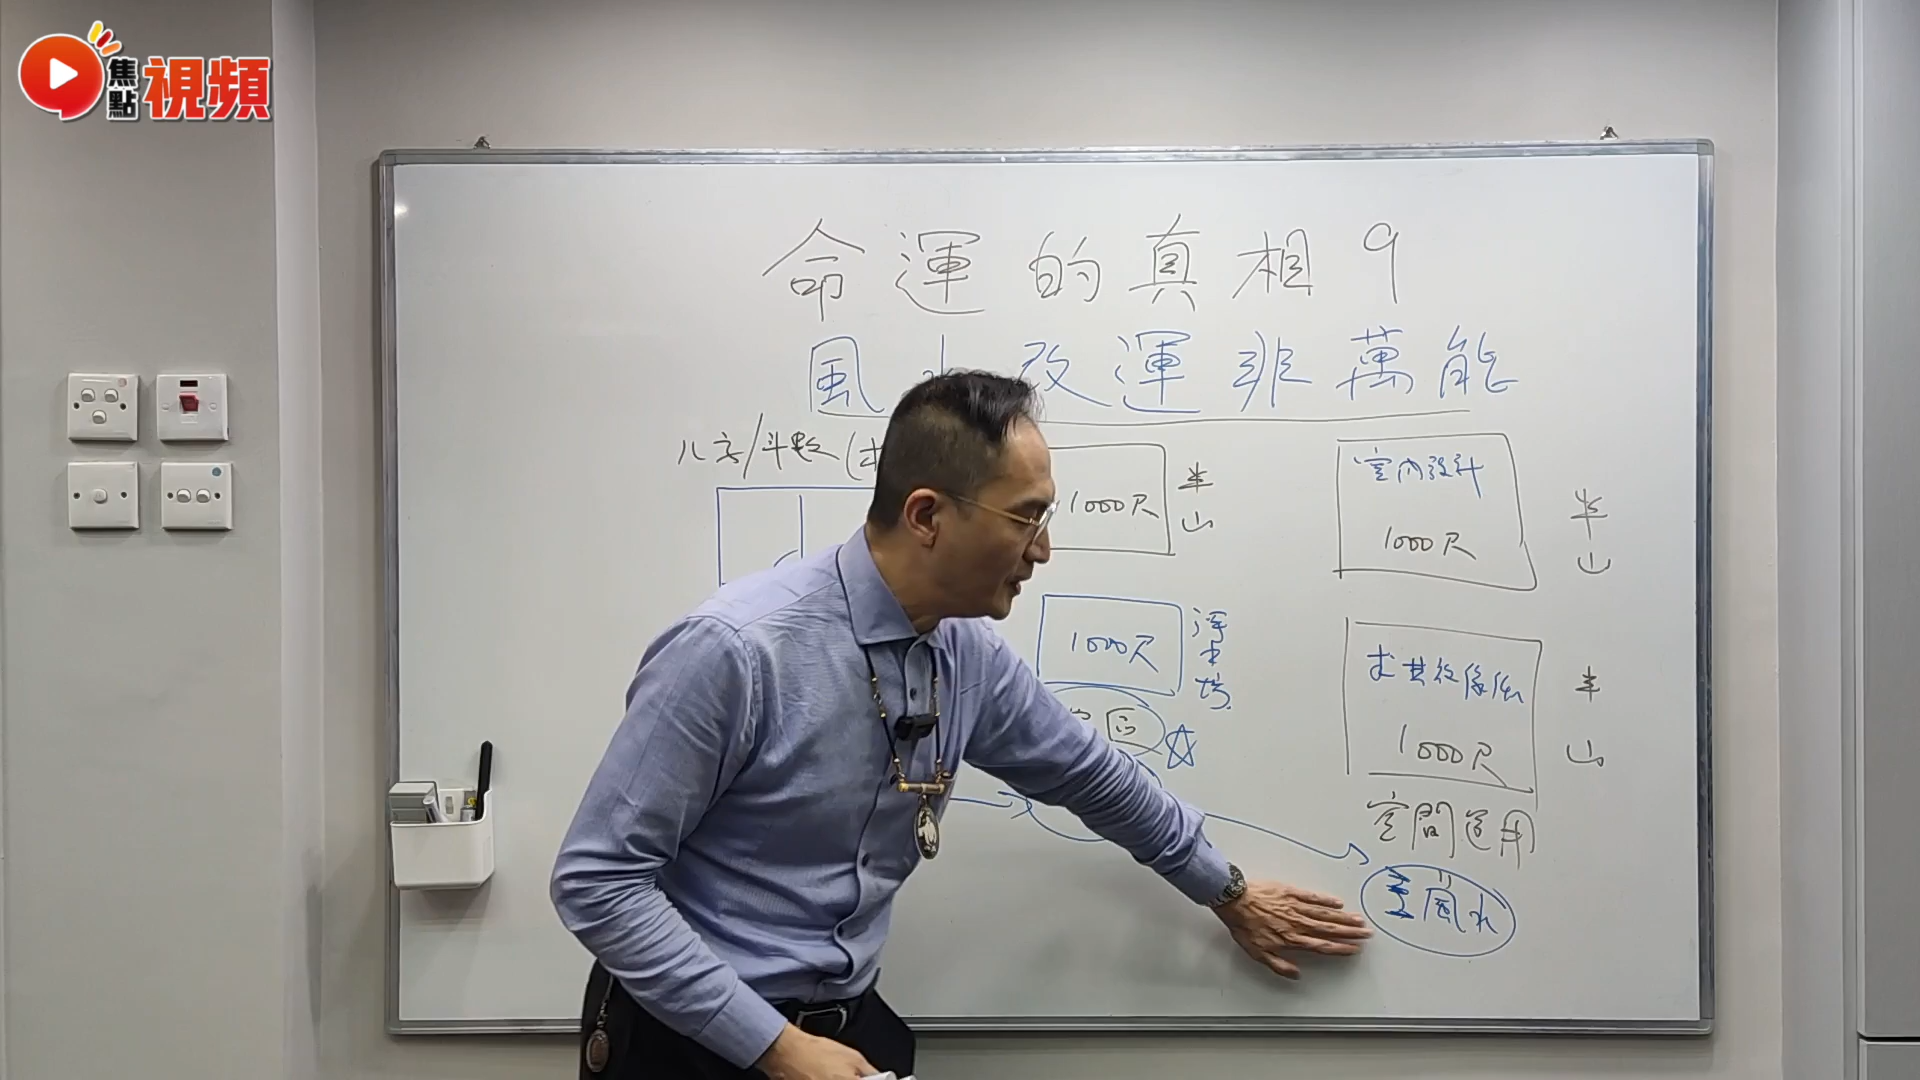 焦點視頻
命運的真相9
風水改運非萬能
八字/斗數
1000尺
半山
室內設計
1000尺
半山
1000尺
深水埗
區
1000尺
半山
空間運用
風水